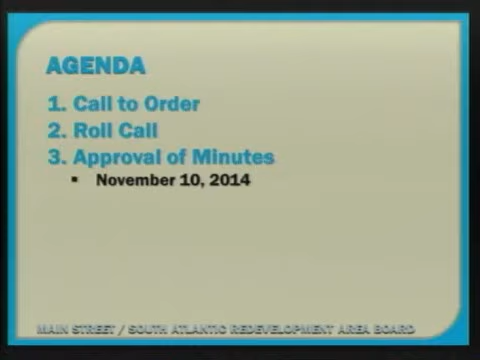 AGENDA
1. Call to Order
2. Roll Call
3. Approval of Minutes
▪ November 10, 2014
MAIN STREET / SOUTH ATLANTIC REDEVELOPMENT AREA BOARD